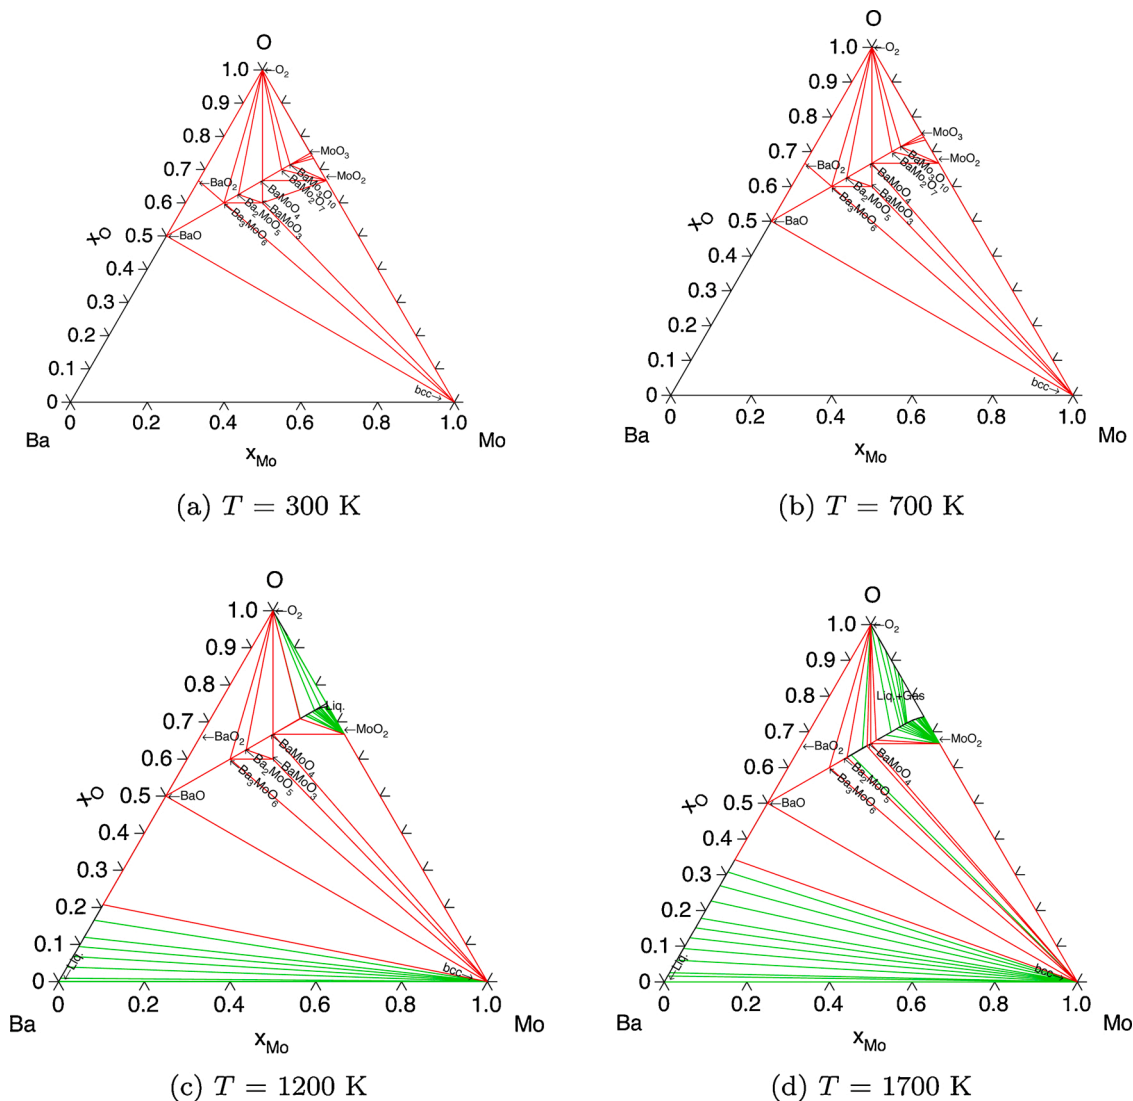 O
1.0 ←O₂
0.9
0.8
0.7 ←MoO₃
←BaO₂ ←BaMo₃O₁₀ ←MoO₂
←BaMo₂O₇
0.6 ←BaMoO₄
←BaMoO₃
←Ba₂MoO₅
←Ba₃MoO₆
x_O 0.5 ←BaO
0.4
0.3
0.2
0.1
0 bcc→
0 0.2 0.4 0.6 0.8 1.0
Ba Mo
x_Mo
(a) T = 300 K
O
1.0 ←O₂
0.9
0.8
0.7 ←MoO₃
←BaO₂ ←BaMo₃O₁₀ ←MoO₂
←BaMo₂O₇
0.6 ←BaMoO₄
←BaMoO₃
←Ba₂MoO₅
←Ba₃MoO₆
x_O 0.5 ←BaO
0.4
0.3
0.2
0.1
0 bcc→
0 0.2 0.4 0.6 0.8 1.0
Ba Mo
x_Mo
(b) T = 700 K
O
1.0 ←O₂
0.9
0.8
0.7 ←Liq.
←BaO₂ ←MoO₂
0.6 ←BaMoO₄
←BaMoO₃
←Ba₂MoO₅
←Ba₃MoO₆
x_O 0.5 ←BaO
0.4
0.3
0.2
0.1
←Liq. bcc→
0
0 0.2 0.4 0.6 0.8 1.0
Ba Mo
x_Mo
(c) T = 1200 K
O
1.0 ←O₂
0.9
0.8 Liq.+Gas
0.7
←BaO₂ ←MoO₂
0.6 ←BaMoO₄
←Ba₂MoO₅
←Ba₃MoO₆
x_O 0.5 ←BaO
0.4
0.3
0.2
0.1
←Liq. bcc→
0
0 0.2 0.4 0.6 0.8 1.0
Ba Mo
x_Mo
(d) T = 1700 K